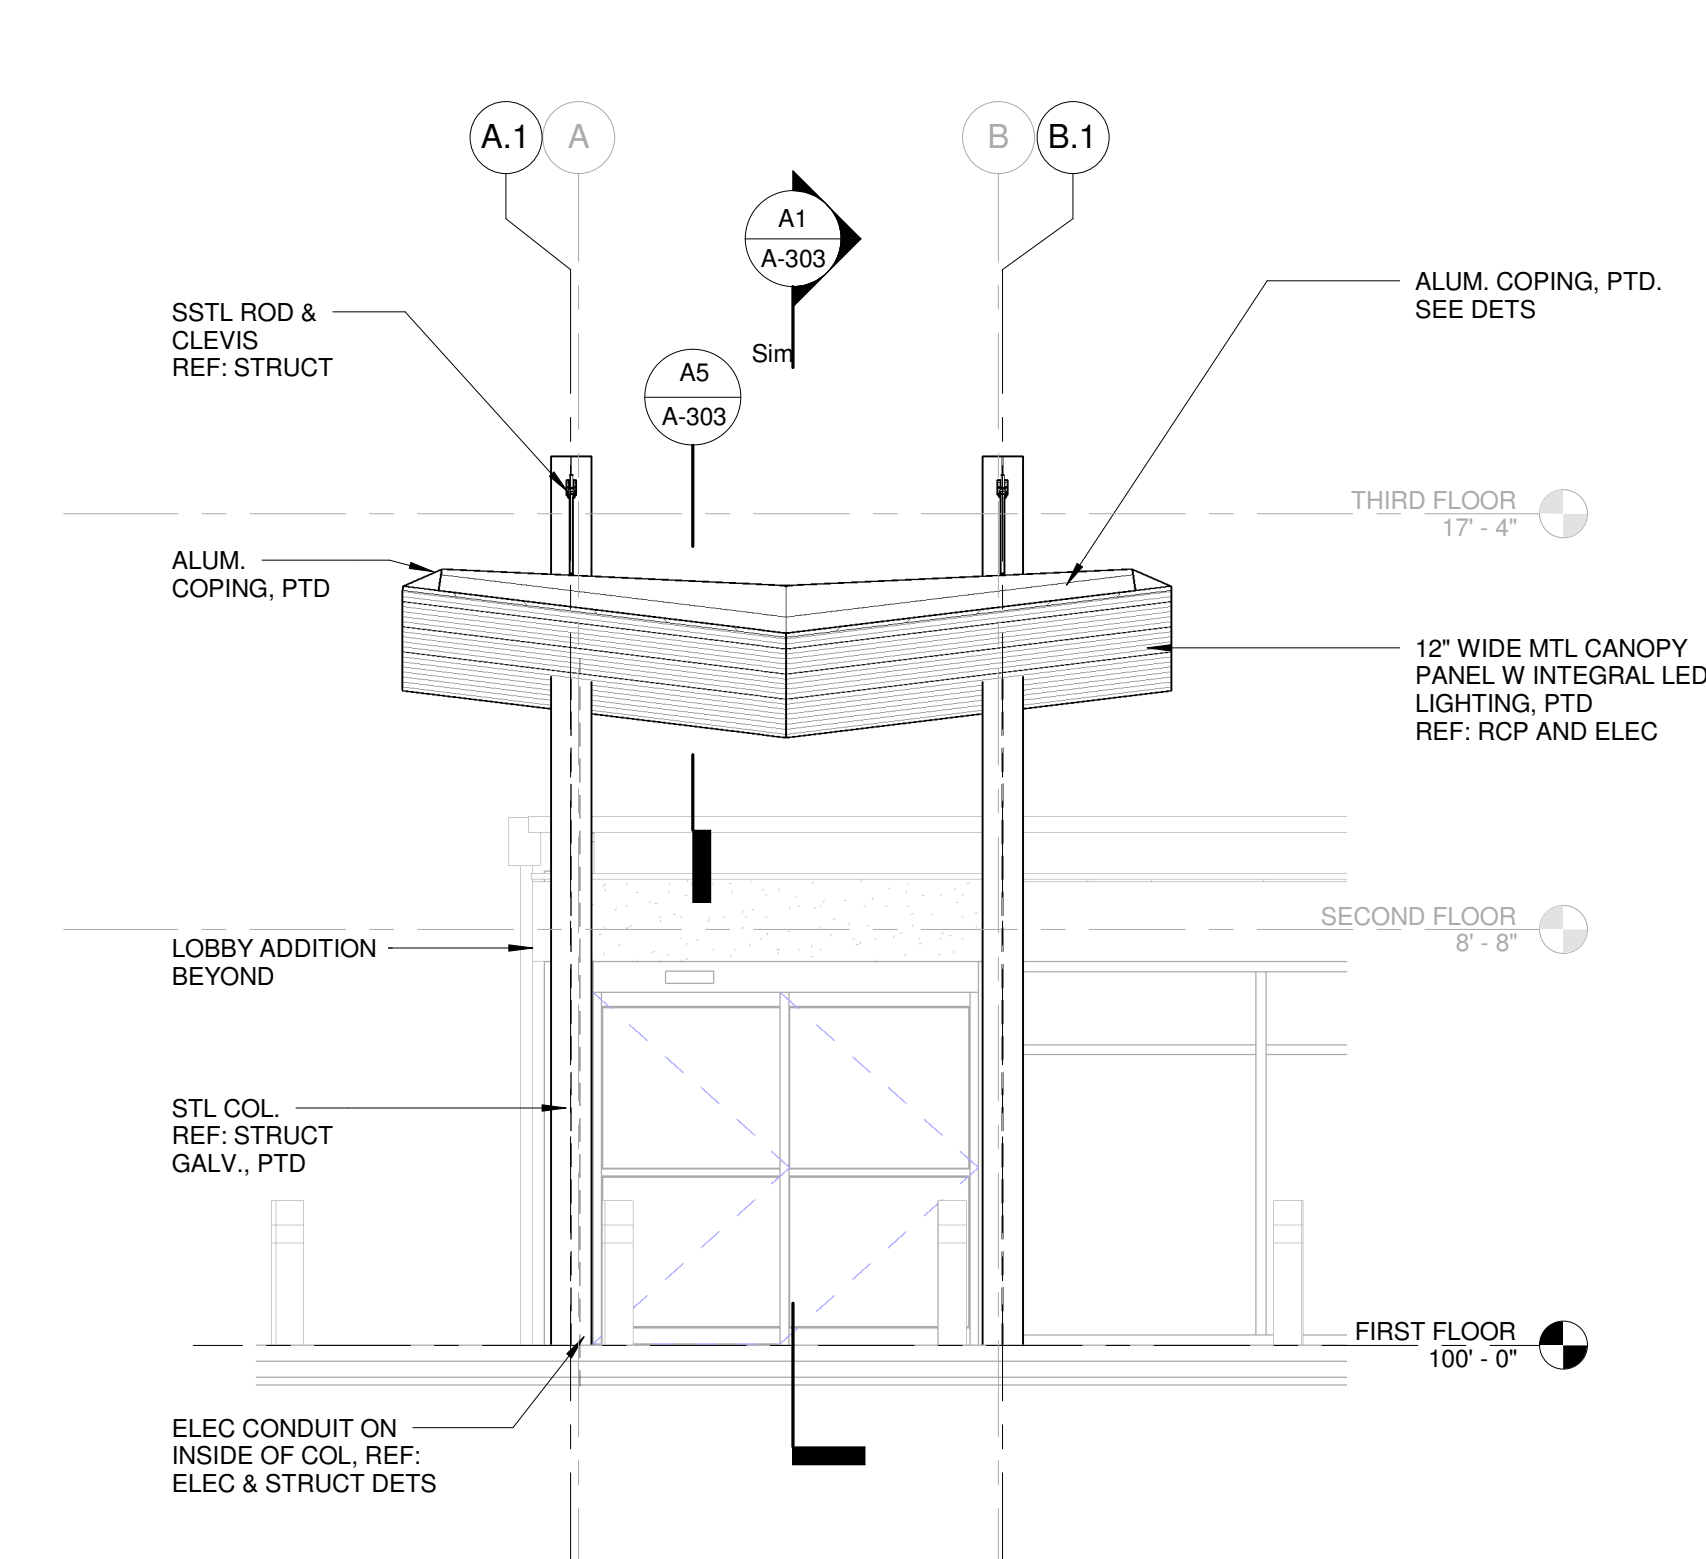 A.1
A
B
B.1
A1
A-303
Sim
A5
A-303
SSTL ROD &
CLEVIS
REF: STRUCT
ALUM. COPING, PTD.
SEE DETS
THIRD FLOOR
17' - 4"
ALUM.
COPING, PTD
12" WIDE MTL CANOPY
PANEL W INTEGRAL LED
LIGHTING, PTD
REF: RCP AND ELEC
SECOND FLOOR
8' - 8"
LOBBY ADDITION
BEYOND
STL COL.
REF: STRUCT
GALV., PTD
FIRST FLOOR
100' - 0"
ELEC CONDUIT ON
INSIDE OF COL, REF:
ELEC & STRUCT DETS